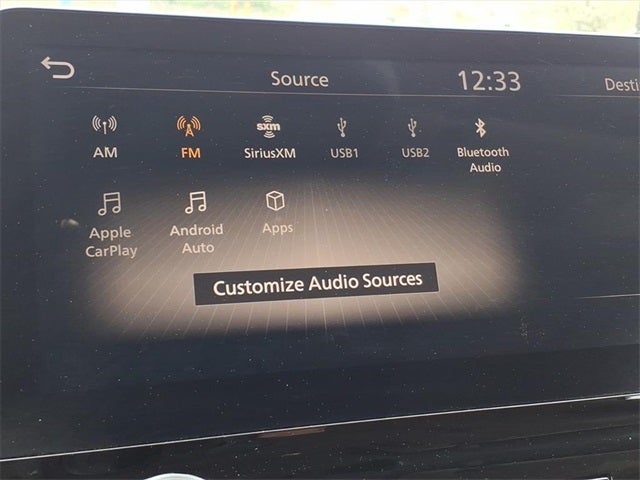 Source
12:33
Desti
AM
FM
sxm
SiriusXM
USB1
USB2
Bluetooth
Audio
Apple
CarPlay
Android
Auto
Apps
Customize Audio Sources